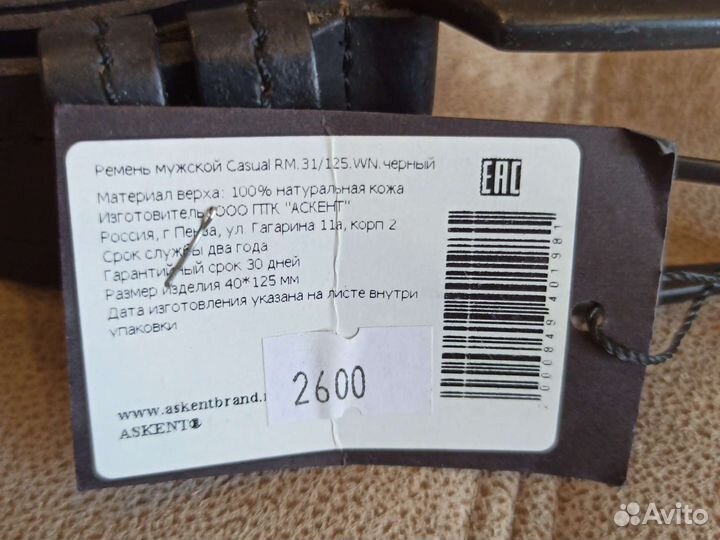 Ремень мужской Casual RM.31/125.WN.черный
Материал верха: 100% натуральная кожа
Изготовитель: ООО ПТК "АСКЕНТ"
Россия, г Пенза, ул. Гагарина 11а, корп 2
Срок службы два года
Гарантийный срок 30 дней
Размер изделия 40*125 мм
Дата изготовления указана на листе внутри
упаковки
EAC
2000849401981
2600
www.askentbrand.
ASKENT®
Avito